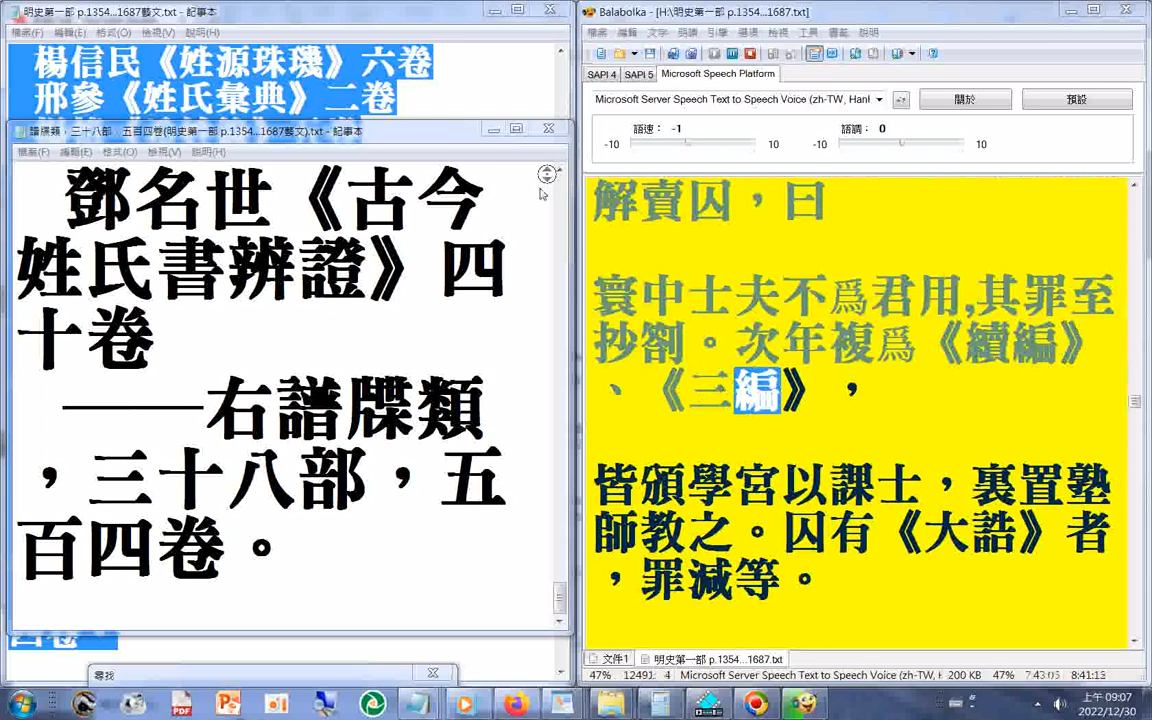 明史第一部 p.1354...1687藝文.txt - 記事本
檔案(F) 編輯(E) 格式(O) 檢視(V) 說明(H)
楊信民《姓源珠璣》六卷
邢參《姓氏彙典》二卷
譜牒類，三十八部，五百四卷(明史第一部 p.1354...1687藝文).txt - 記事本
檔案(F) 編輯(E) 格式(O) 檢視(V) 說明(H)
鄧名世《古今
姓氏書辨證》四
十卷
——右譜牒類
，三十八部，五
百四卷。
尋找
Balabolka - [H:\明史第一部 p.1354...1687.txt]
檔案 編輯 文字 朗讀 引擎 選項 檢視 工具 書籤 說明
SAPI 4 SAPI 5 Microsoft Speech Platform
Microsoft Server Speech Text to Speech Voice (zh-TW, HanH
關於
預設
語速： -1
語調： 0
-10 10 -10 10
解賣囚，曰
寰中士夫不爲君用,其罪至
抄劄。次年複爲《續編》
、《三編》，
皆頒學宮以課士，裏置塾
師教之。囚有《大誥》者
，罪減等。
文件1 明史第一部 p.1354...1687.txt
47% Microsoft Server Speech Text to Speech Voice (zh-TW, 200 KB 47% 7:43:05 8:41:13
上午 09:07
2022/12/30